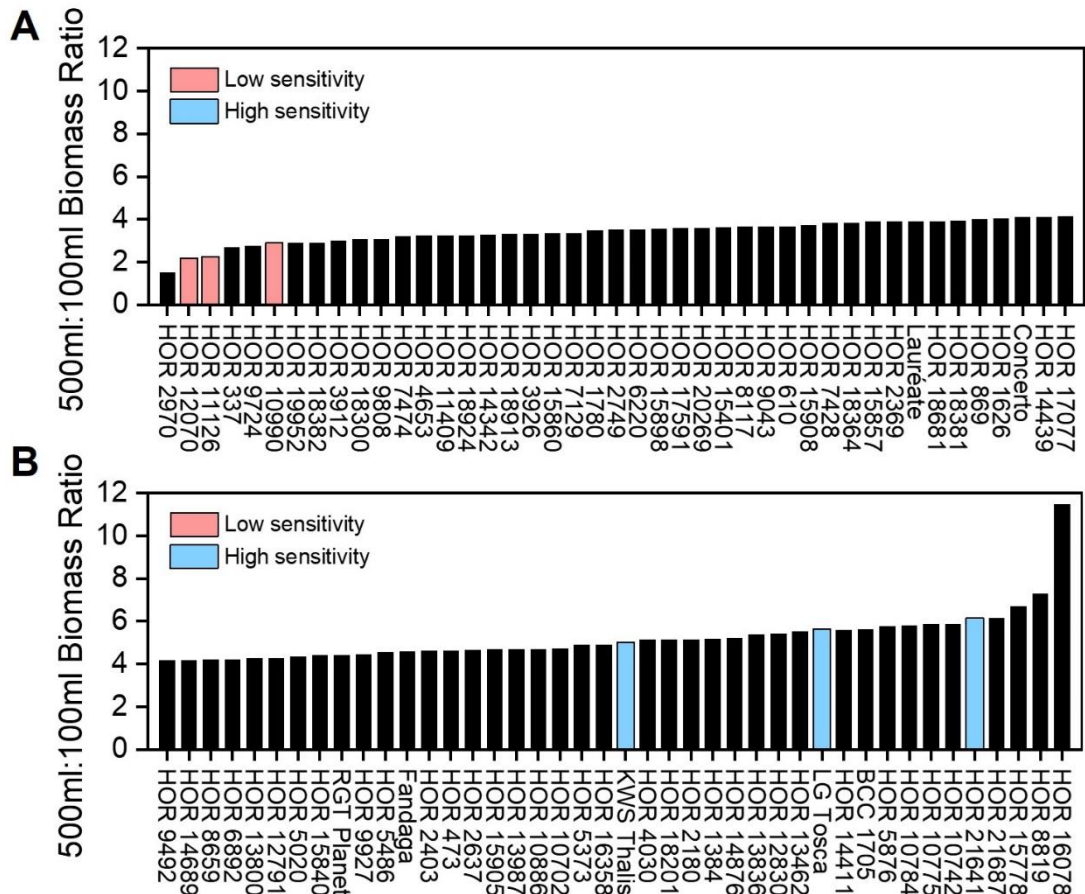 A
500ml:100ml Biomass Ratio
12
10
8
6
4
2
0
Low sensitivity
High sensitivity
HOR 2970
HOR 12070
HOR 11126
HOR 337
HOR 9724
HOR 10990
HOR 19952
HOR 18382
HOR 3912
HOR 18300
HOR 9808
HOR 7474
HOR 4653
HOR 11409
HOR 18924
HOR 14342
HOR 18913
HOR 3926
HOR 15860
HOR 7129
HOR 1780
HOR 2749
HOR 6220
HOR 15898
HOR 17591
HOR 20269
HOR 15401
HOR 8117
HOR 9043
HOR 610
HOR 15908
HOR 7428
HOR 18364
HOR 15857
HOR 2369
Lauréate
HOR 18681
HOR 18381
HOR 869
HOR 1626
Concerto
HOR 14439
HOR 17077
B
500ml:100ml Biomass Ratio
12
10
8
6
4
2
0
Low sensitivity
High sensitivity
HOR 9492
HOR 14689
HOR 8659
HOR 6892
HOR 13800
HOR 12791
HOR 5020
HOR 15840
RGT Planet
HOR 9927
HOR 5486
Fandaga
HOR 2403
HOR 473
HOR 2637
HOR 15905
HOR 13987
HOR 10886
HOR 10702
HOR 5373
HOR 16358
KWS Thalis
HOR 4030
HOR 18201
HOR 2180
HOR 1384
HOR 14876
HOR 13836
HOR 12830
HOR 13462
LG Tosca
HOR 14411
BCC 1705
HOR 5876
HOR 10784
HOR 10774
HOR 10742
HOR 21641
HOR 21687
HOR 15778
HOR 8819
HOR 16078